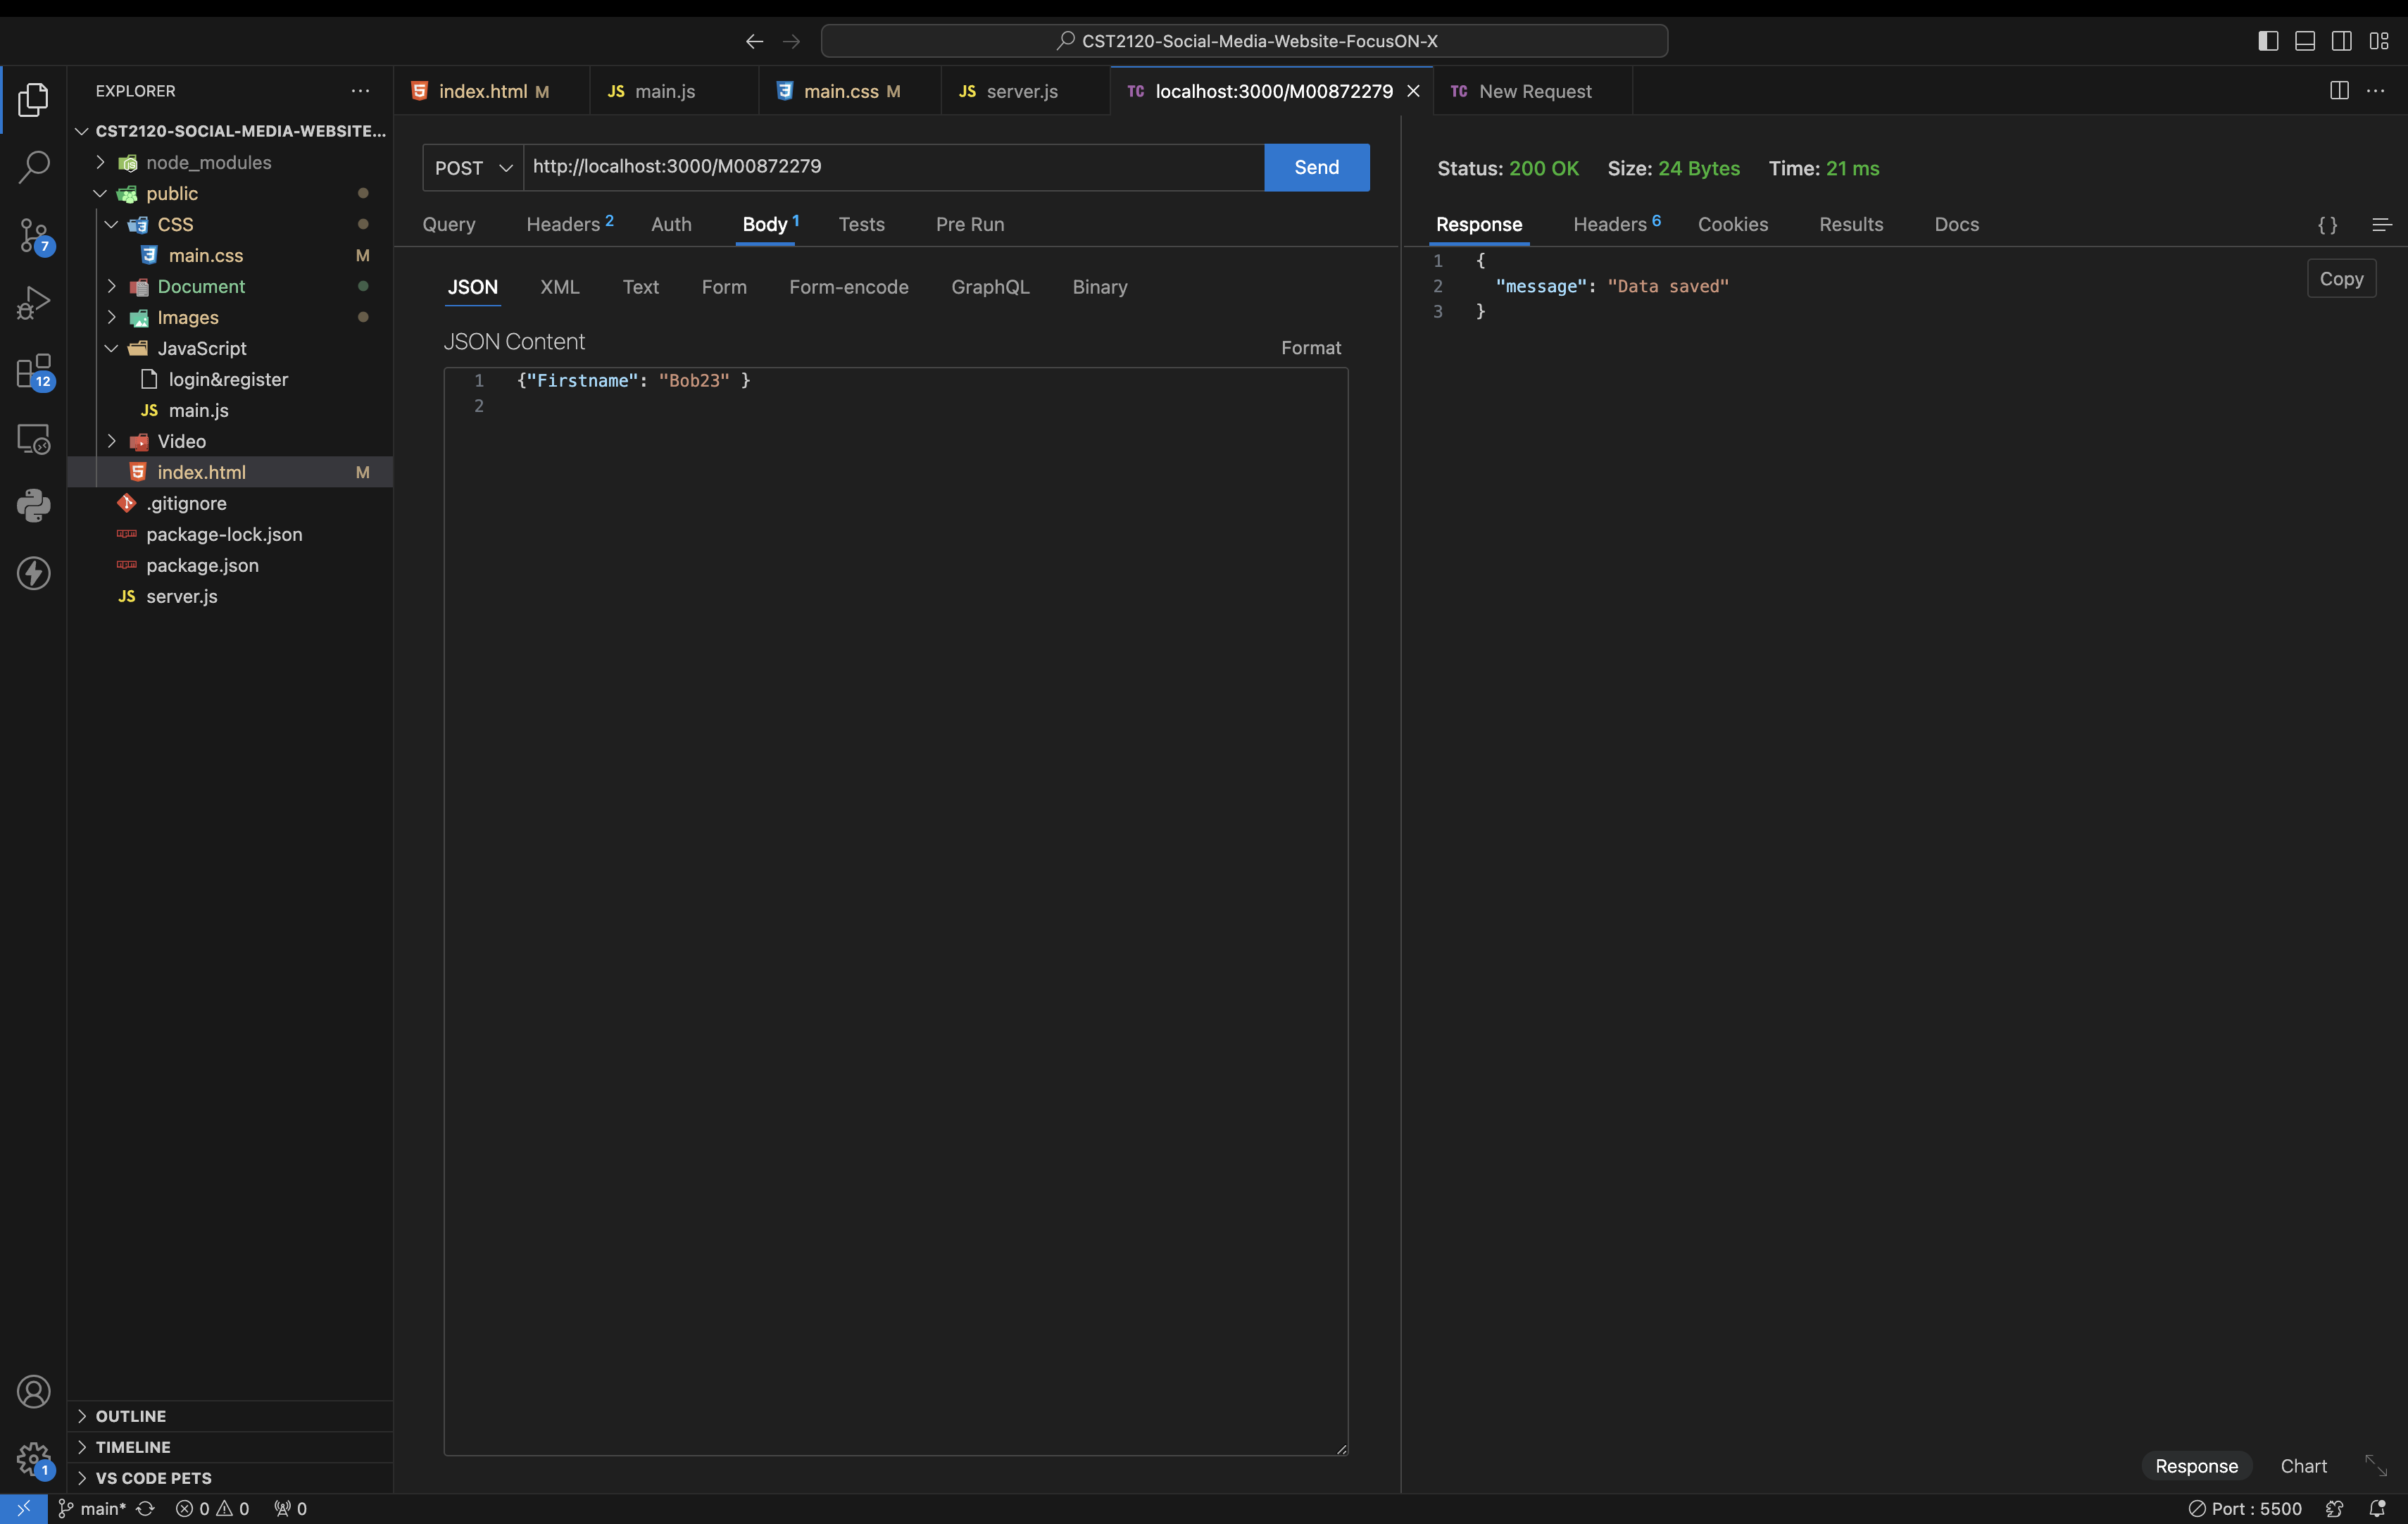 CST2120-Social-Media-Website-FocusON-X
EXPLORER
CST2120-SOCIAL-MEDIA-WEBSITE...
node_modules
public
CSS
main.css M
Document
Images
JavaScript
login&register
JS main.js
Video
index.html M
.gitignore
package-lock.json
package.json
JS server.js
7
12
1
OUTLINE
TIMELINE
VS CODE PETS
index.html M
JS main.js
main.css M
JS server.js
TC localhost:3000/M00872279
TC New Request
POST http://localhost:3000/M00872279 Send
Query Headers 2 Auth Body 1 Tests Pre Run
JSON XML Text Form Form-encode GraphQL Binary
JSON Content
Format
1 {"Firstname": "Bob23" }
2
Status: 200 OK Size: 24 Bytes Time: 21 ms
Response Headers 6 Cookies Results Docs {}
1 {
2 "message": "Data saved"
3 }
Copy
Response Chart
main* 0 0 0
Port : 5500